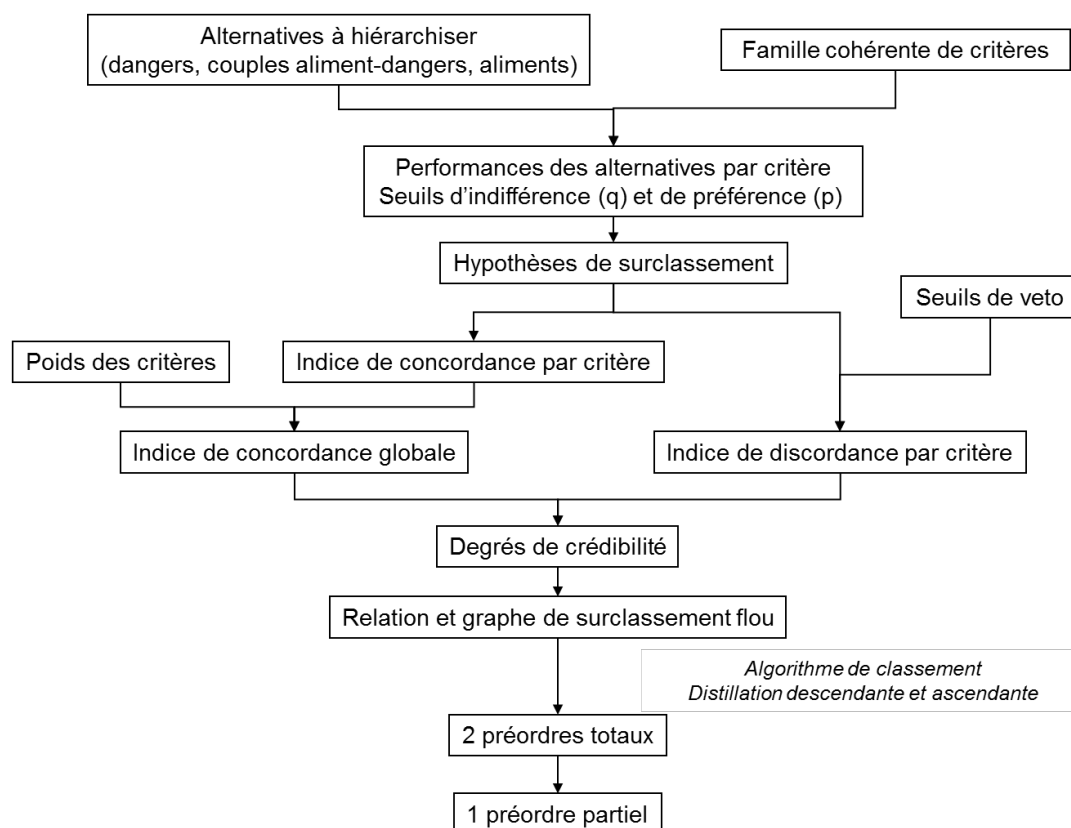 Alternatives à hiérarchiser
(dangers, couples aliment-dangers, aliments)
Famille cohérente de critères
Performances des alternatives par critère
Seuils d'indifférence (q) et de préférence (p)
Hypothèses de surclassement
Seuils de veto
Poids des critères
Indice de concordance par critère
Indice de concordance globale
Indice de discordance par critère
Degrés de crédibilité
Relation et graphe de surclassement flou
Algorithme de classement
Distillation descendante et ascendante
2 préordres totaux
1 préordre partiel